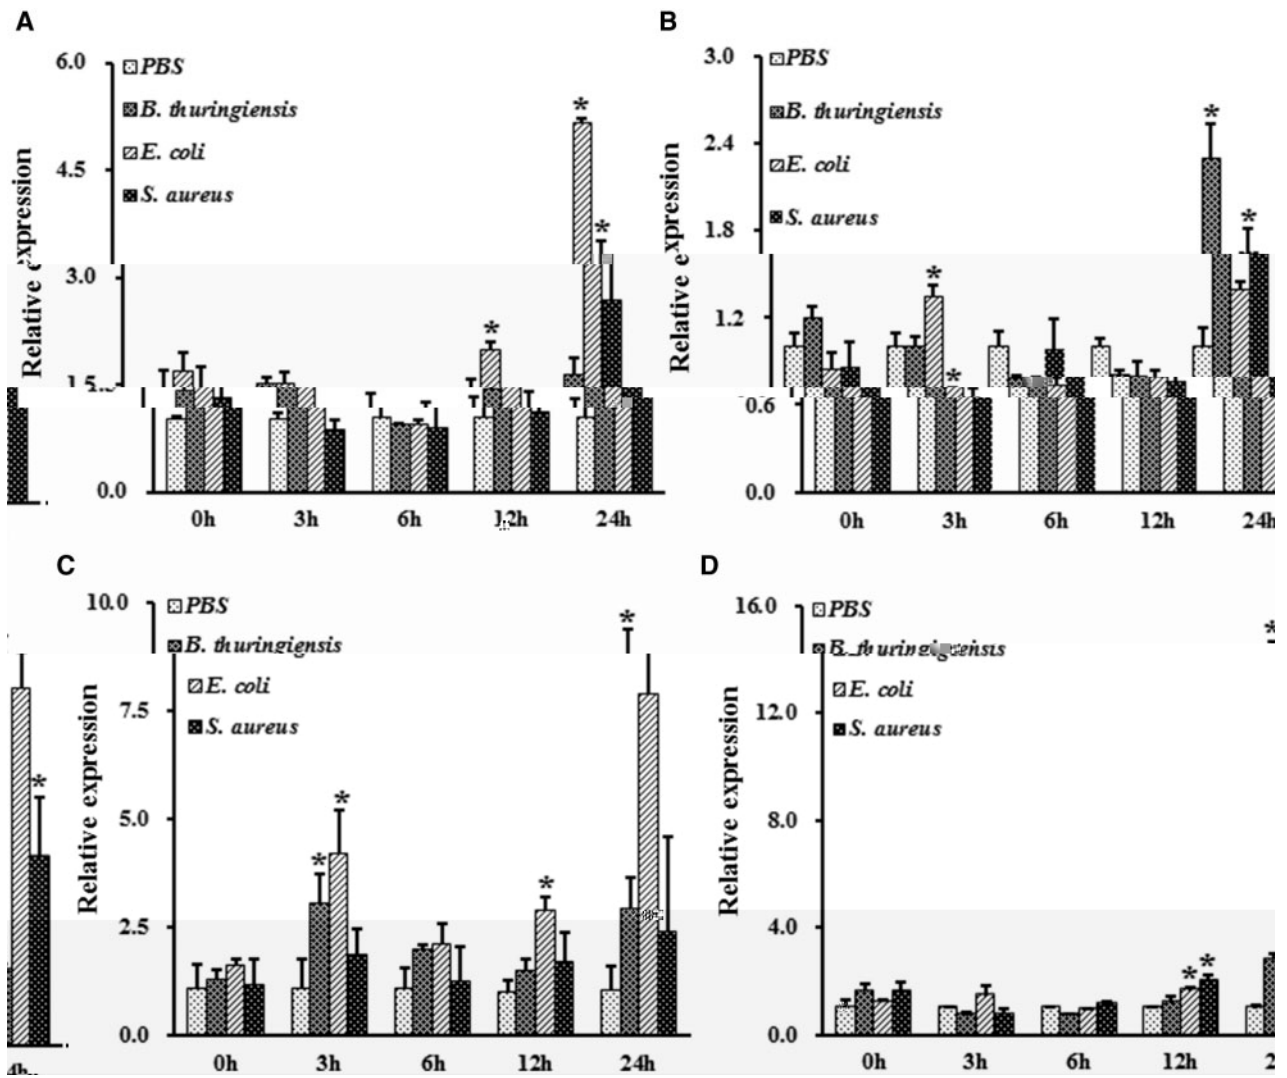 A
6.0
PBS
B. thuringiensis
4.5
E. coli
S. aureus
3.0
Relative expression
0.0
0h 3h 6h 12h 24h
*
*
*
B
3.0
PBS
2.4
B. thuringiensis
E. coli
1.8
S. aureus
1.2
0.6
Relative expression
0.0
0h 3h 6h 12h 24h
*
*
*
*
C
10.0
PBS
B. thuringiensis
E. coli
7.5
S. aureus
5.0
2.5
Relative expression
0.0
0h 3h 6h 12h 24h
*
*
*
*
*
D
16.0
PBS
B. thuringiensis
E. coli
12.0
S. aureus
8.0
4.0
Relative expression
0.0
0h 3h 6h 12h
*
*
*